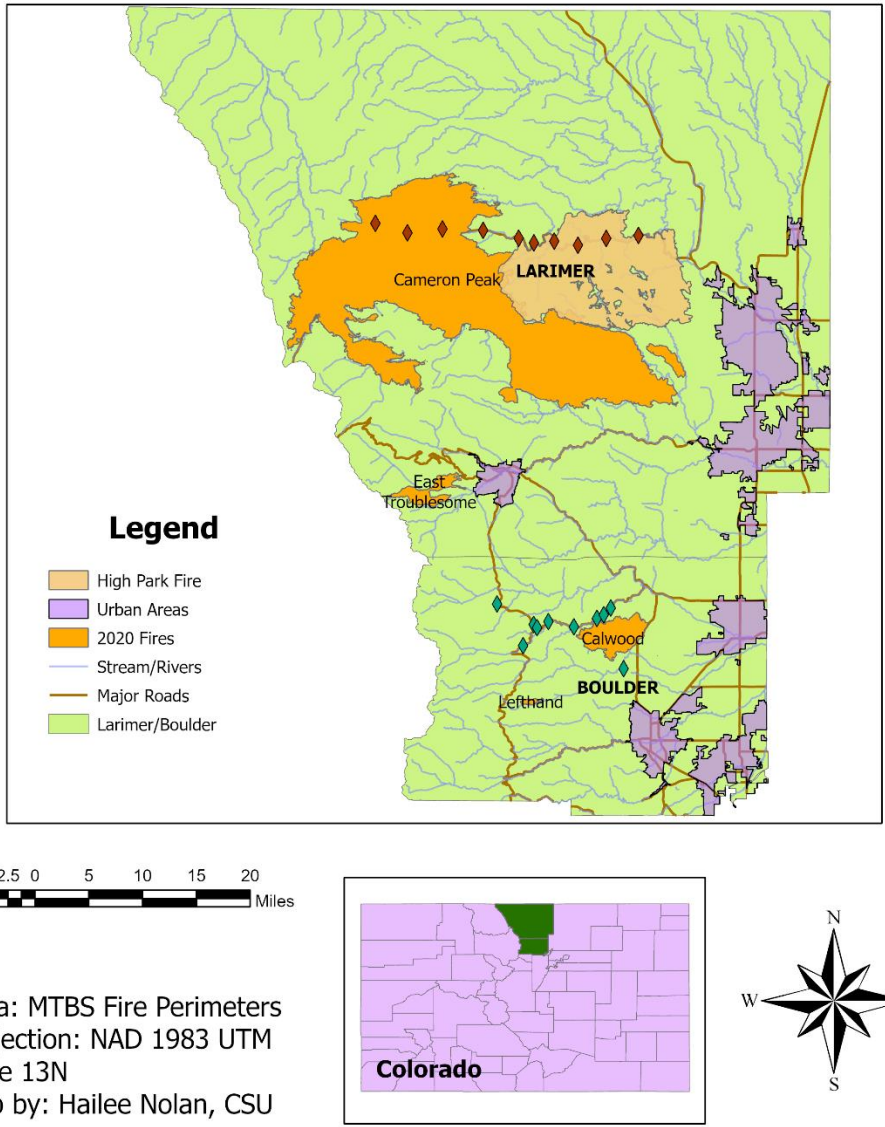 Cameron Peak
LARIMER
East
Troublesome
Legend
High Park Fire
Urban Areas
2020 Fires
Stream/Rivers
Major Roads
Larimer/Boulder
Calwood
BOULDER
Lefthand
2.5 0 5 10 15 20
Miles
a: MTBS Fire Perimeters
ection: NAD 1983 UTM
e 13N
by: Hailee Nolan, CSU
Colorado
N
W
S